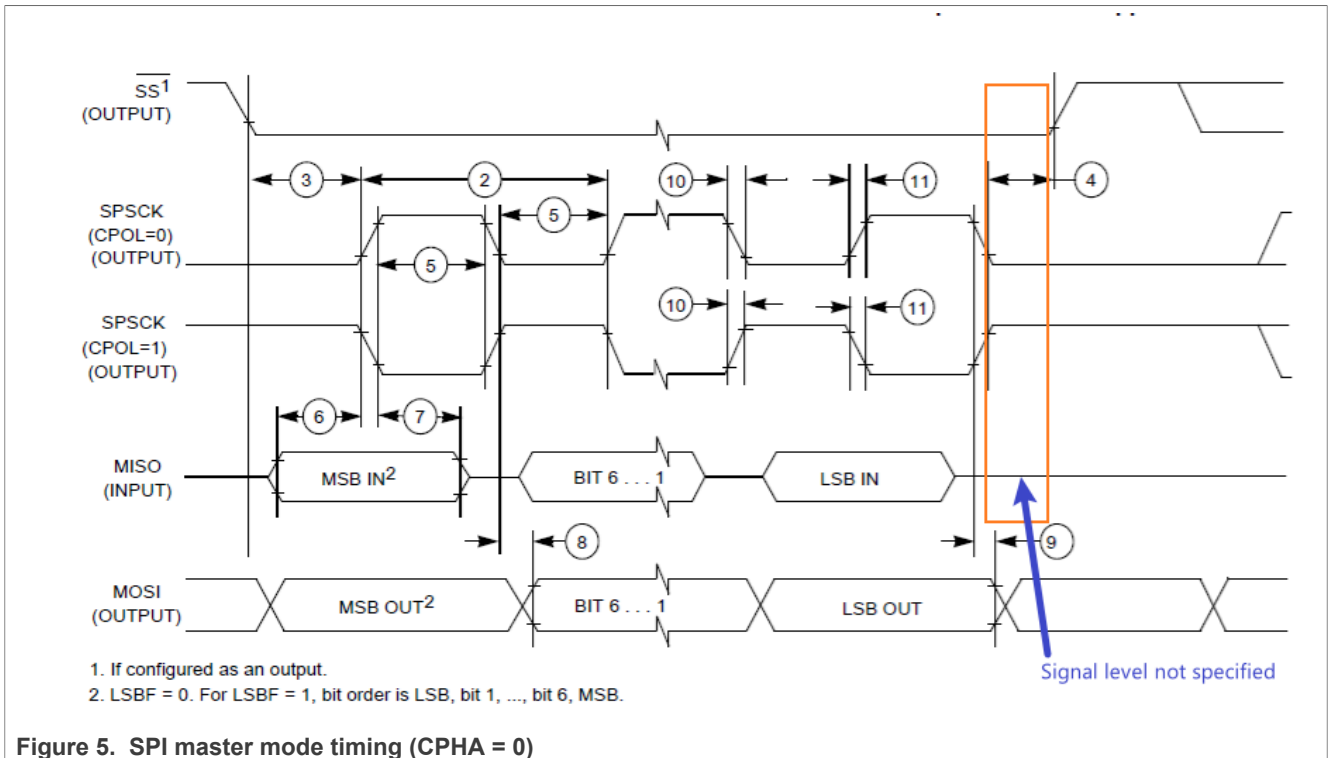 SS1
(OUTPUT)
3
2
10
11
4
SPSCK
(CPOL=0)
(OUTPUT)
5
5
SPSCK
(CPOL=1)
(OUTPUT)
10
11
6
7
MISO
(INPUT)
MSB IN2
BIT 6 . . . 1
LSB IN
8
9
MOSI
(OUTPUT)
MSB OUT2
BIT 6 . . . 1
LSB OUT
Signal level not specified
1. If configured as an output.
2. LSBF = 0. For LSBF = 1, bit order is LSB, bit 1, ..., bit 6, MSB.
Figure 5. SPI master mode timing (CPHA = 0)